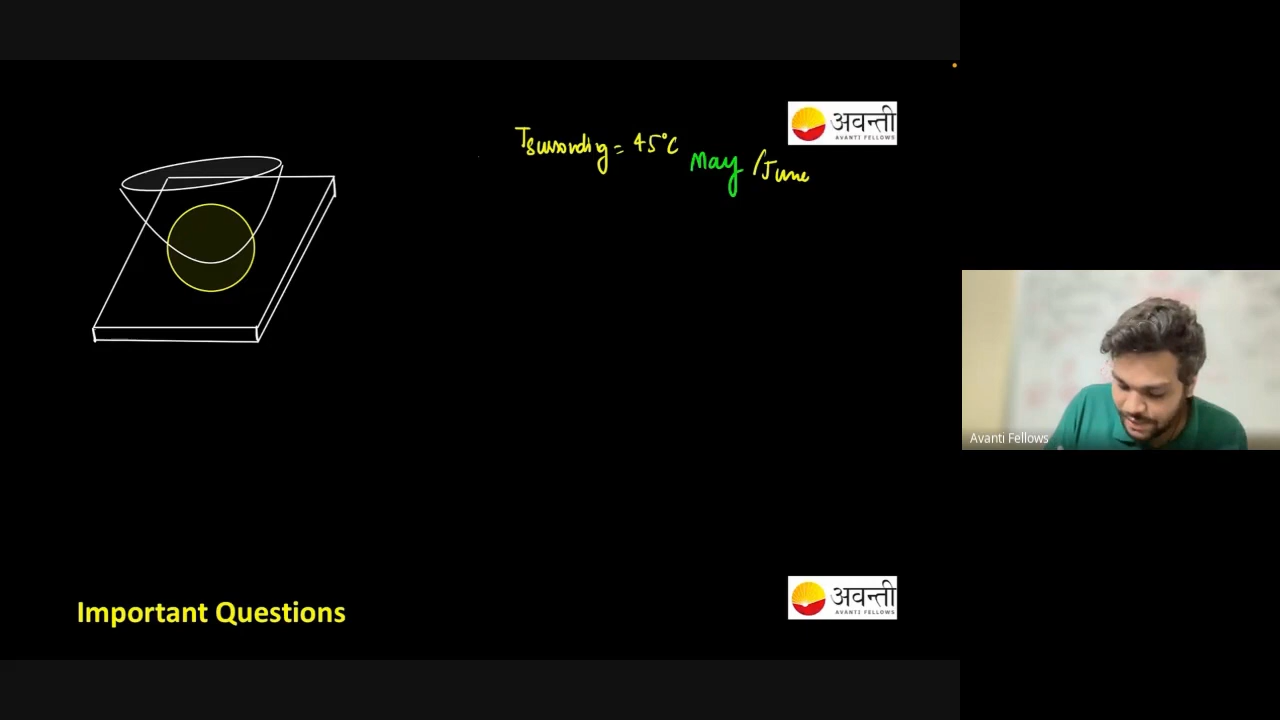 अवन्ती
AVANTI FELLOWS
Tsurrounding = 45°C
May / June
Avanti Fellows
Important Questions
अवन्ती
AVANTI FELLOWS